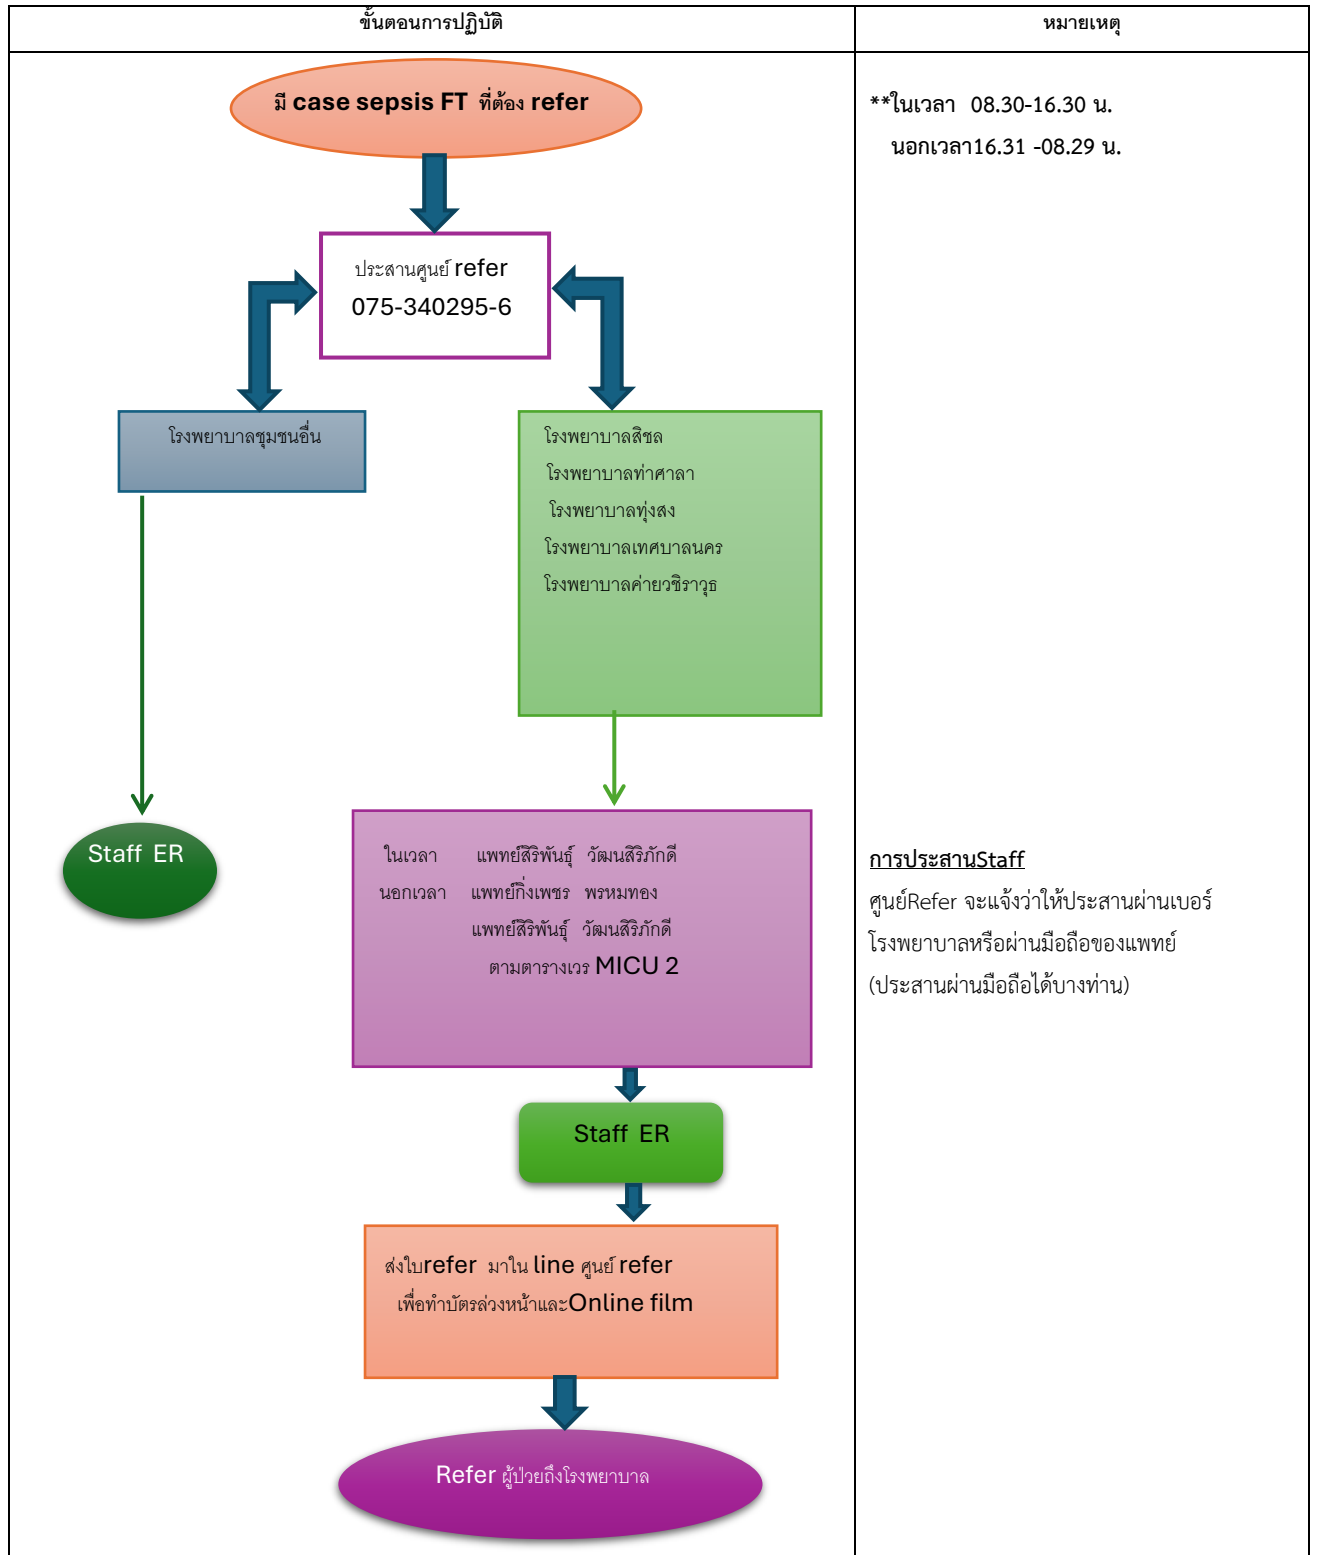 ขั้นตอนการปฏิบัติ
หมายเหตุ
มี case sepsis FT ที่ต้อง refer
**ในเวลา 08.30-16.30 น.
นอกเวลา16.31 -08.29 น.
ประสานศูนย์ refer
075-340295-6
โรงพยาบาลชุมชนอื่น
โรงพยาบาลสิชล
โรงพยาบาลท่าศาลา
โรงพยาบาลทุ่งสง
โรงพยาบาลเทศบาลนคร
โรงพยาบาลค่ายวชิราวุธ
Staff ER
ในเวลา แพทย์สิริพันธุ์ วัฒนสิริภักดี
นอกเวลา แพทย์กิ่งเพชร พรหมทอง
แพทย์สิริพันธุ์ วัฒนสิริภักดี
ตามตารางเวร MICU 2
การประสานStaff
ศูนย์Refer จะแจ้งว่าให้ประสานผ่านเบอร์
โรงพยาบาลหรือผ่านมือถือของแพทย์
(ประสานผ่านมือถือได้บางท่าน)
Staff ER
ส่งใบrefer มาใน line ศูนย์ refer
เพื่อทำบัตรล่วงหน้าและOnline film
Refer ผู้ป่วยถึงโรงพยาบาล